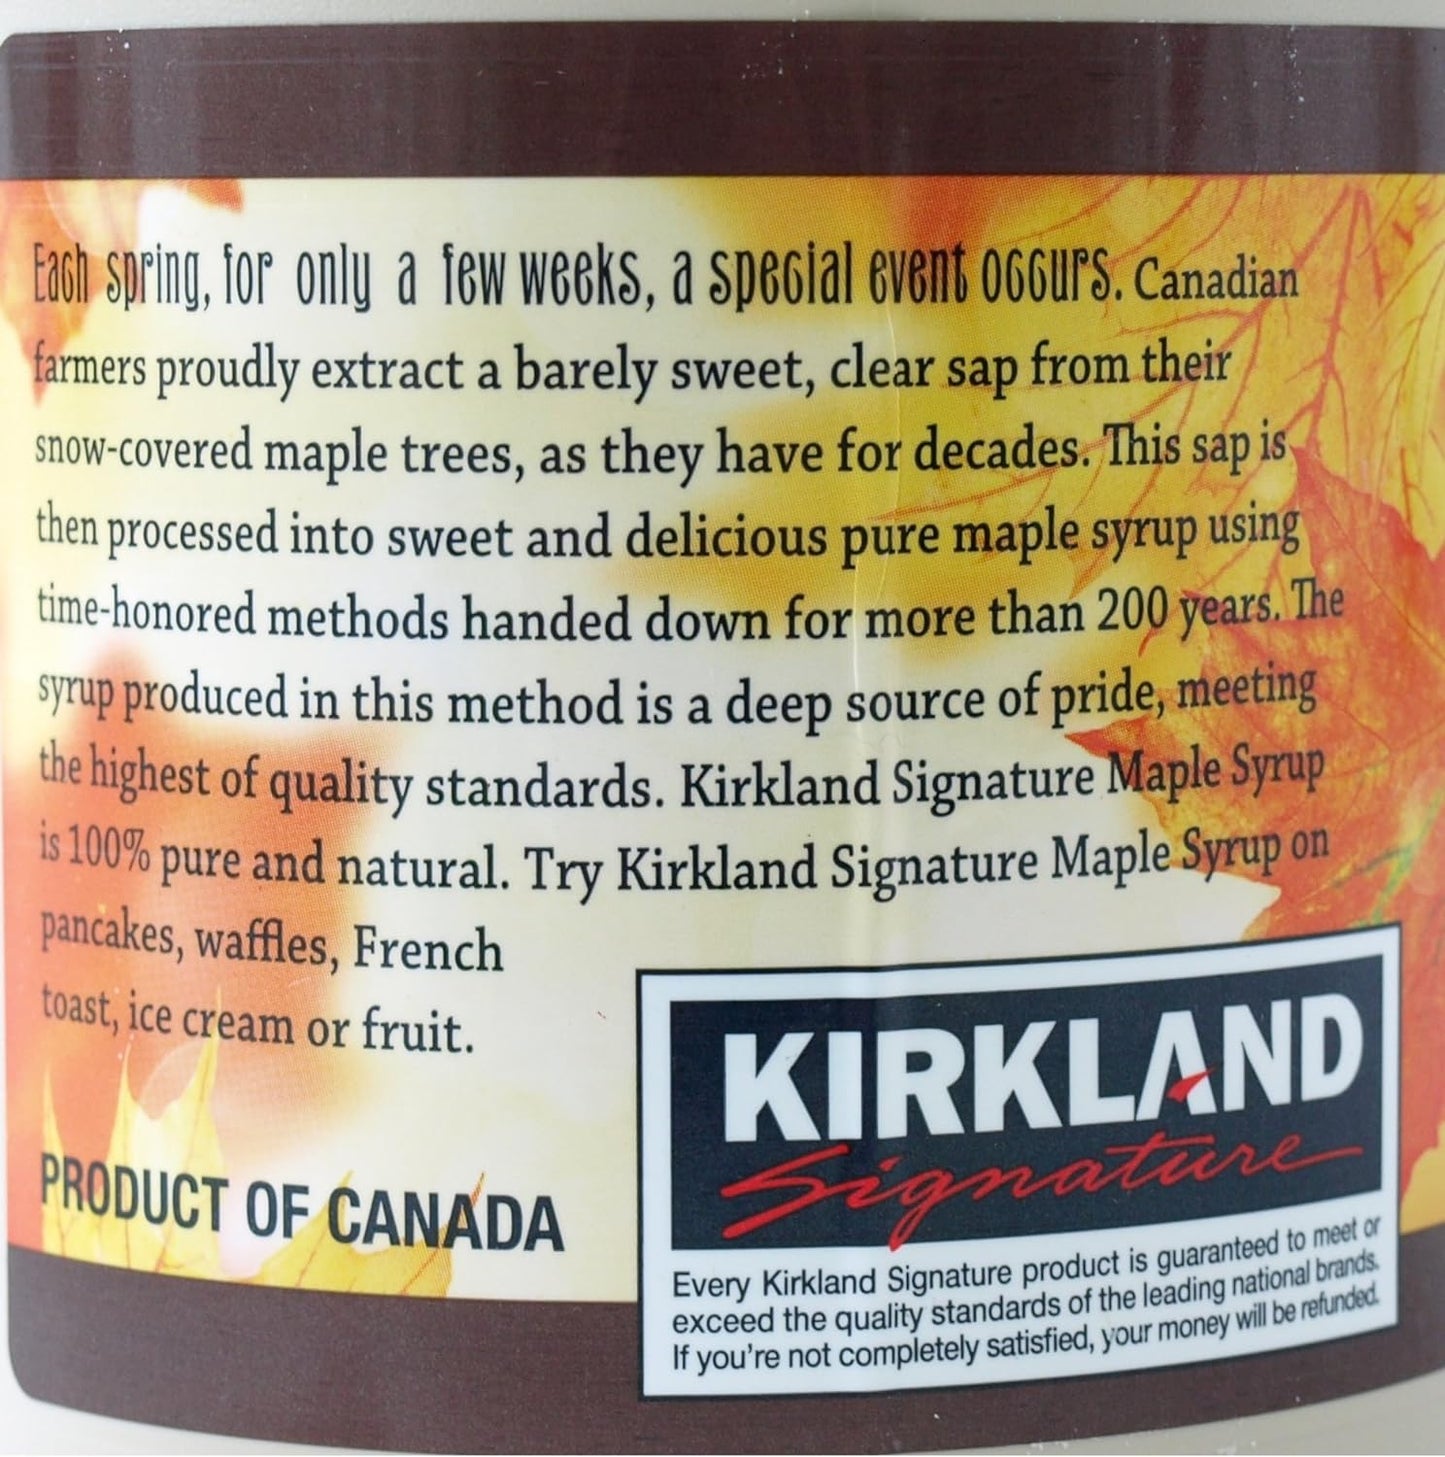 Each spring, for only a few weeks, a special event occurs. Canadian
farmers proudly extract a barely sweet, clear sap from their
snow-covered maple trees, as they have for decades. This sap is
then processed into sweet and delicious pure maple syrup using
time-honored methods handed down for more than 200 years. The
syrup produced in this method is a deep source of pride, meeting
the highest of quality standards. Kirkland Signature Maple Syrup
is 100% pure and natural. Try Kirkland Signature Maple Syrup on
pancakes, waffles, French
toast, ice cream or fruit.
PRODUCT OF CANADA
KIRKLAND
Signature
Every Kirkland Signature product is guaranteed to meet or
exceed the quality standards of the leading national brands.
If you're not completely satisfied, your money will be refunded.